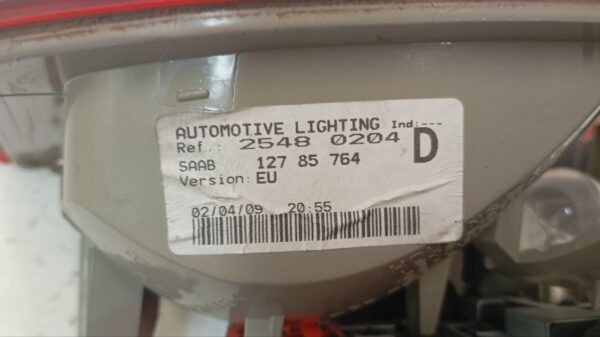 AUTOMOTIVE LIGHTING Ind:---
Ref.: 2548 0204 D
SAAB 127 85 764
Version: EU
02/04/09 20:55